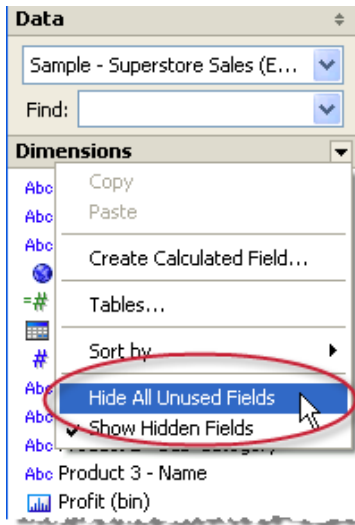 Data
Sample - Superstore Sales (E...
Find:
Dimensions
Abc
Copy
Abc
Paste
Abc
Create Calculated Field...
=#
Tables...
#
Sort by
Abc
Hide All Unused Fields
Abc
Show Hidden Fields
Abc
Abc Product 3 - Name
Profit (bin)